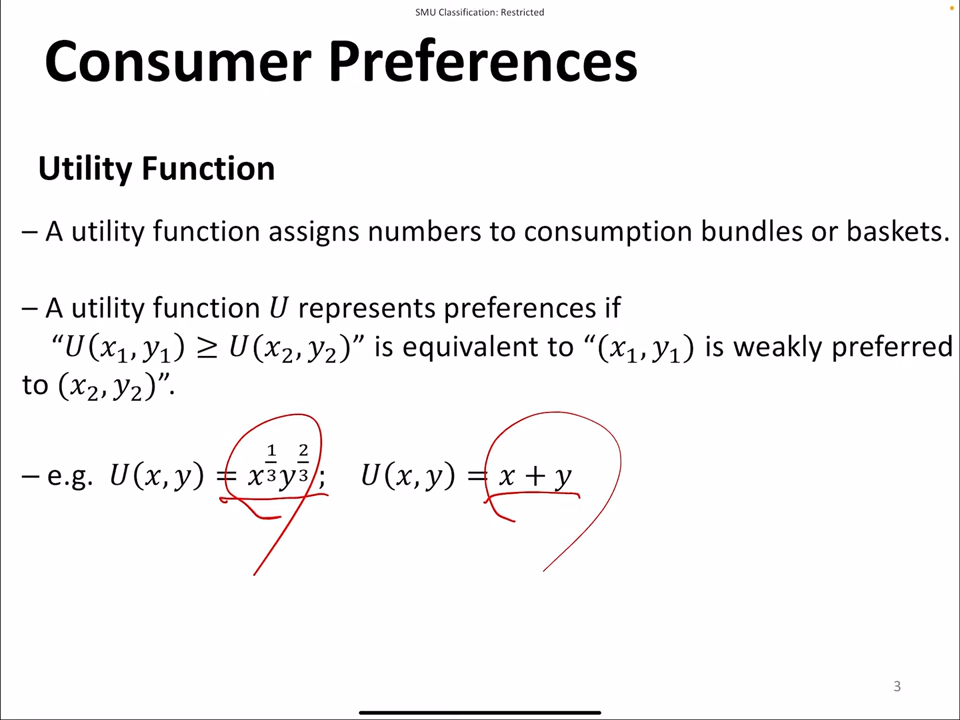 SMU Classification: Restricted
Consumer Preferences
Utility Function
– A utility function assigns numbers to consumption bundles or baskets.
– A utility function 𝑈 represents preferences if
“𝑈(𝑥₁, 𝑦₁) ≥ 𝑈(𝑥₂, 𝑦₂)” is equivalent to “(𝑥₁, 𝑦₁) is weakly preferred
to (𝑥₂, 𝑦₂)”.
– e.g. 𝑈(𝑥, 𝑦) = 𝑥^(1/3)𝑦^(2/3); 𝑈(𝑥, 𝑦) = 𝑥 + 𝑦
3